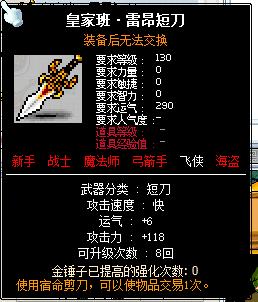 皇家班·雷昂短刀
装备后无法交换
要求等级： 130
要求力量： 0
要求敏捷： 0
要求智力： 0
要求运气： 290
要求人气度： -
道具等级： -
道具经验值： -
新手 战士 魔法师 弓箭手 飞侠 海盗
武器分类 : 短刀
攻击速度 : 快
运气 : +6
攻击力 : +118
可升级次数 : 8回
金锤子已提高的强化次数: 0
使用宿命剪刀，可以使物品交易1次。